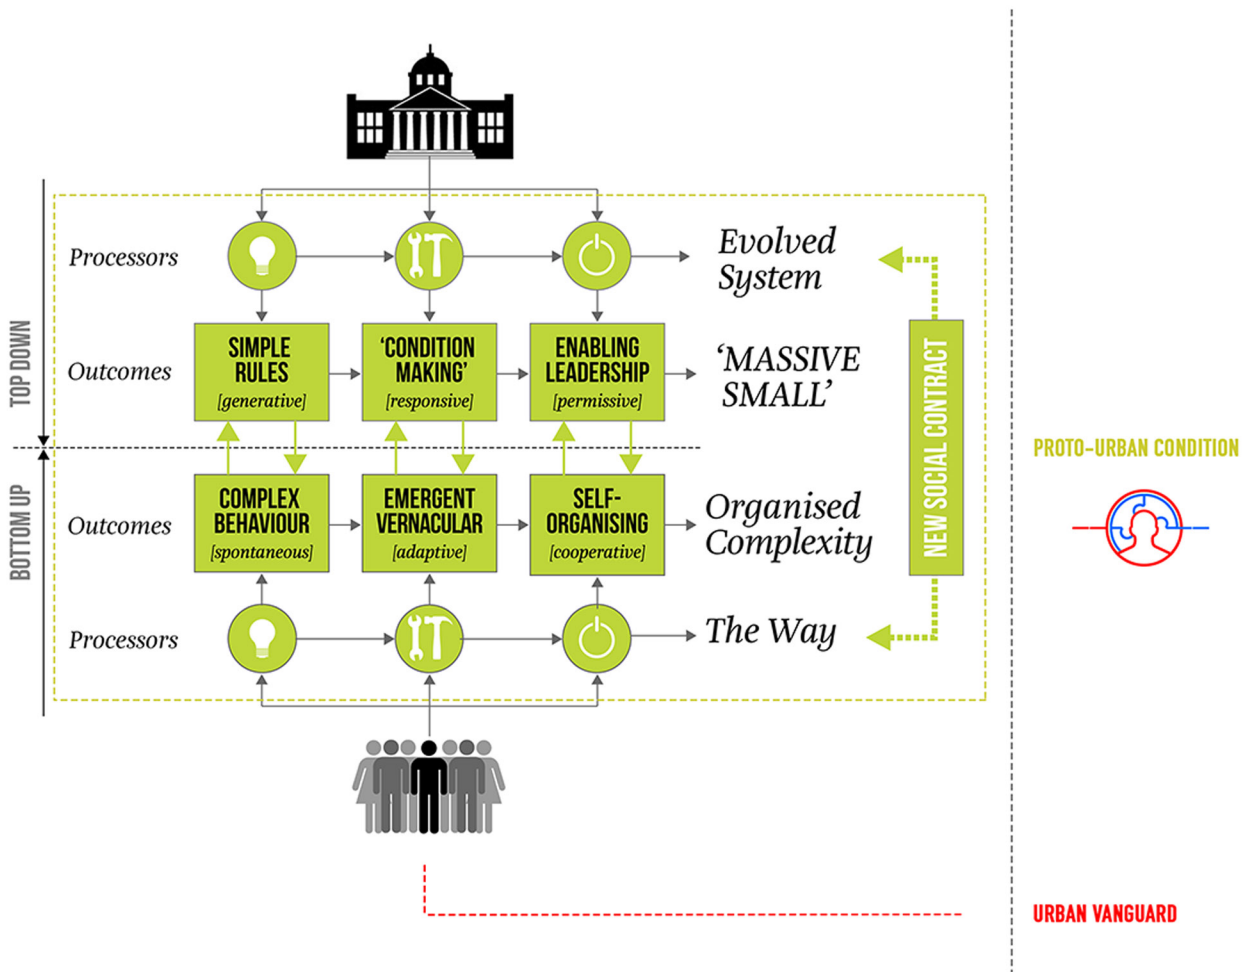 Processors
Evolved
System
TOP DOWN
Outcomes
SIMPLE
RULES
[generative]
‘CONDITION
MAKING’
[responsive]
ENABLING
LEADERSHIP
[permissive]
‘MASSIVE
SMALL’
NEW SOCIAL CONTRACT
PROTO-URBAN CONDITION
BOTTOM UP
Outcomes
COMPLEX
BEHAVIOUR
[spontaneous]
EMERGENT
VERNACULAR
[adaptive]
SELF-
ORGANISING
[cooperative]
Organised
Complexity
Processors
The Way
URBAN VANGUARD